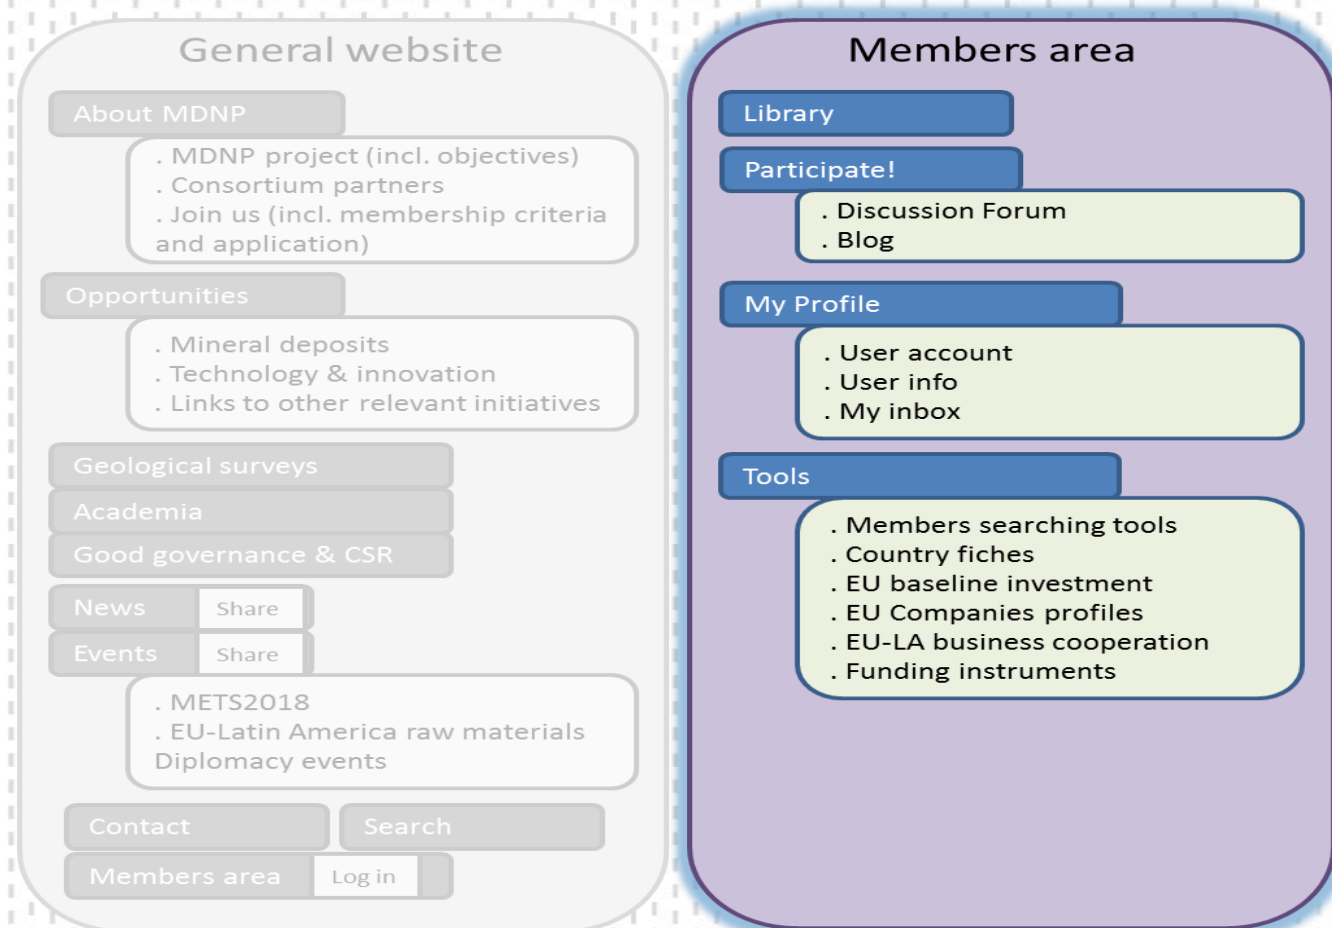 General website
About MDNP
. MDNP project (incl. objectives)
. Consortium partners
. Join us (incl. membership criteria
and application)
Opportunities
. Mineral deposits
. Technology & innovation
. Links to other relevant initiatives
Geological surveys
Academia
Good governance & CSR
News Share
Events Share
. METS2018
. EU-Latin America raw materials
Diplomacy events
Contact Search
Members area Log in
Members area
Library
Participate!
. Discussion Forum
. Blog
My Profile
. User account
. User info
. My inbox
Tools
. Members searching tools
. Country fiches
. EU baseline investment
. EU Companies profiles
. EU-LA business cooperation
. Funding instruments